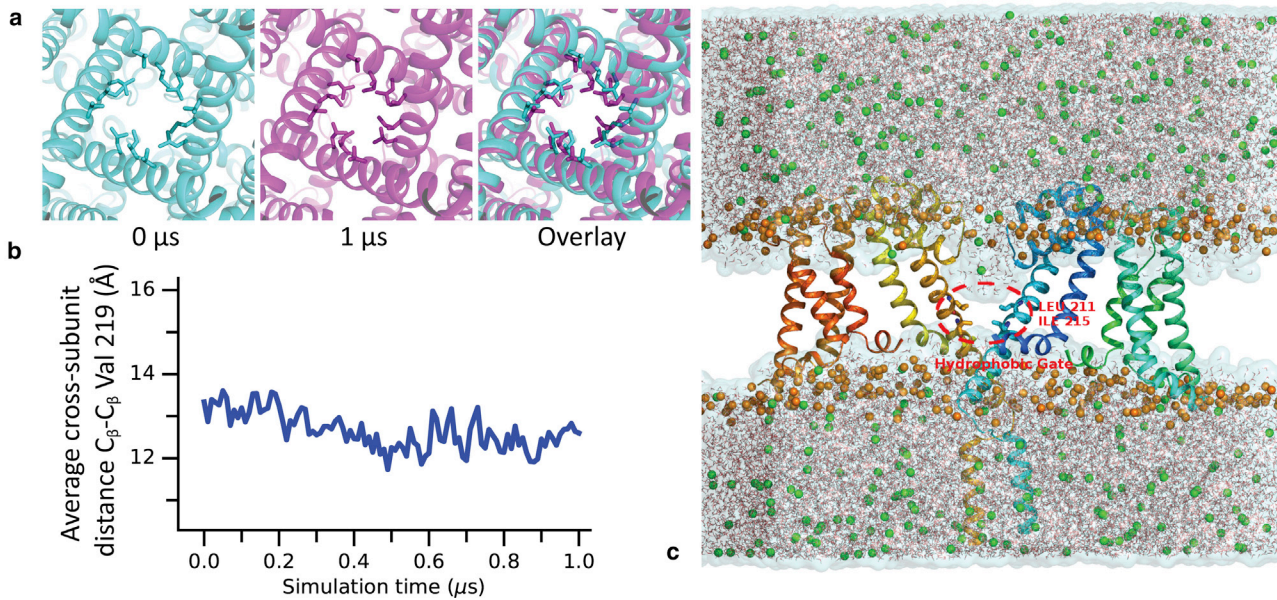 a
0 µs
1 µs
Overlay
b
Average cross-subunit
distance Cβ-Cβ Val 219 (Å)
16
14
12
0.0 0.2 0.4 0.6 0.8 1.0
Simulation time (µs)
LEU 211
ILE 215
Hydrophobic Gate
c